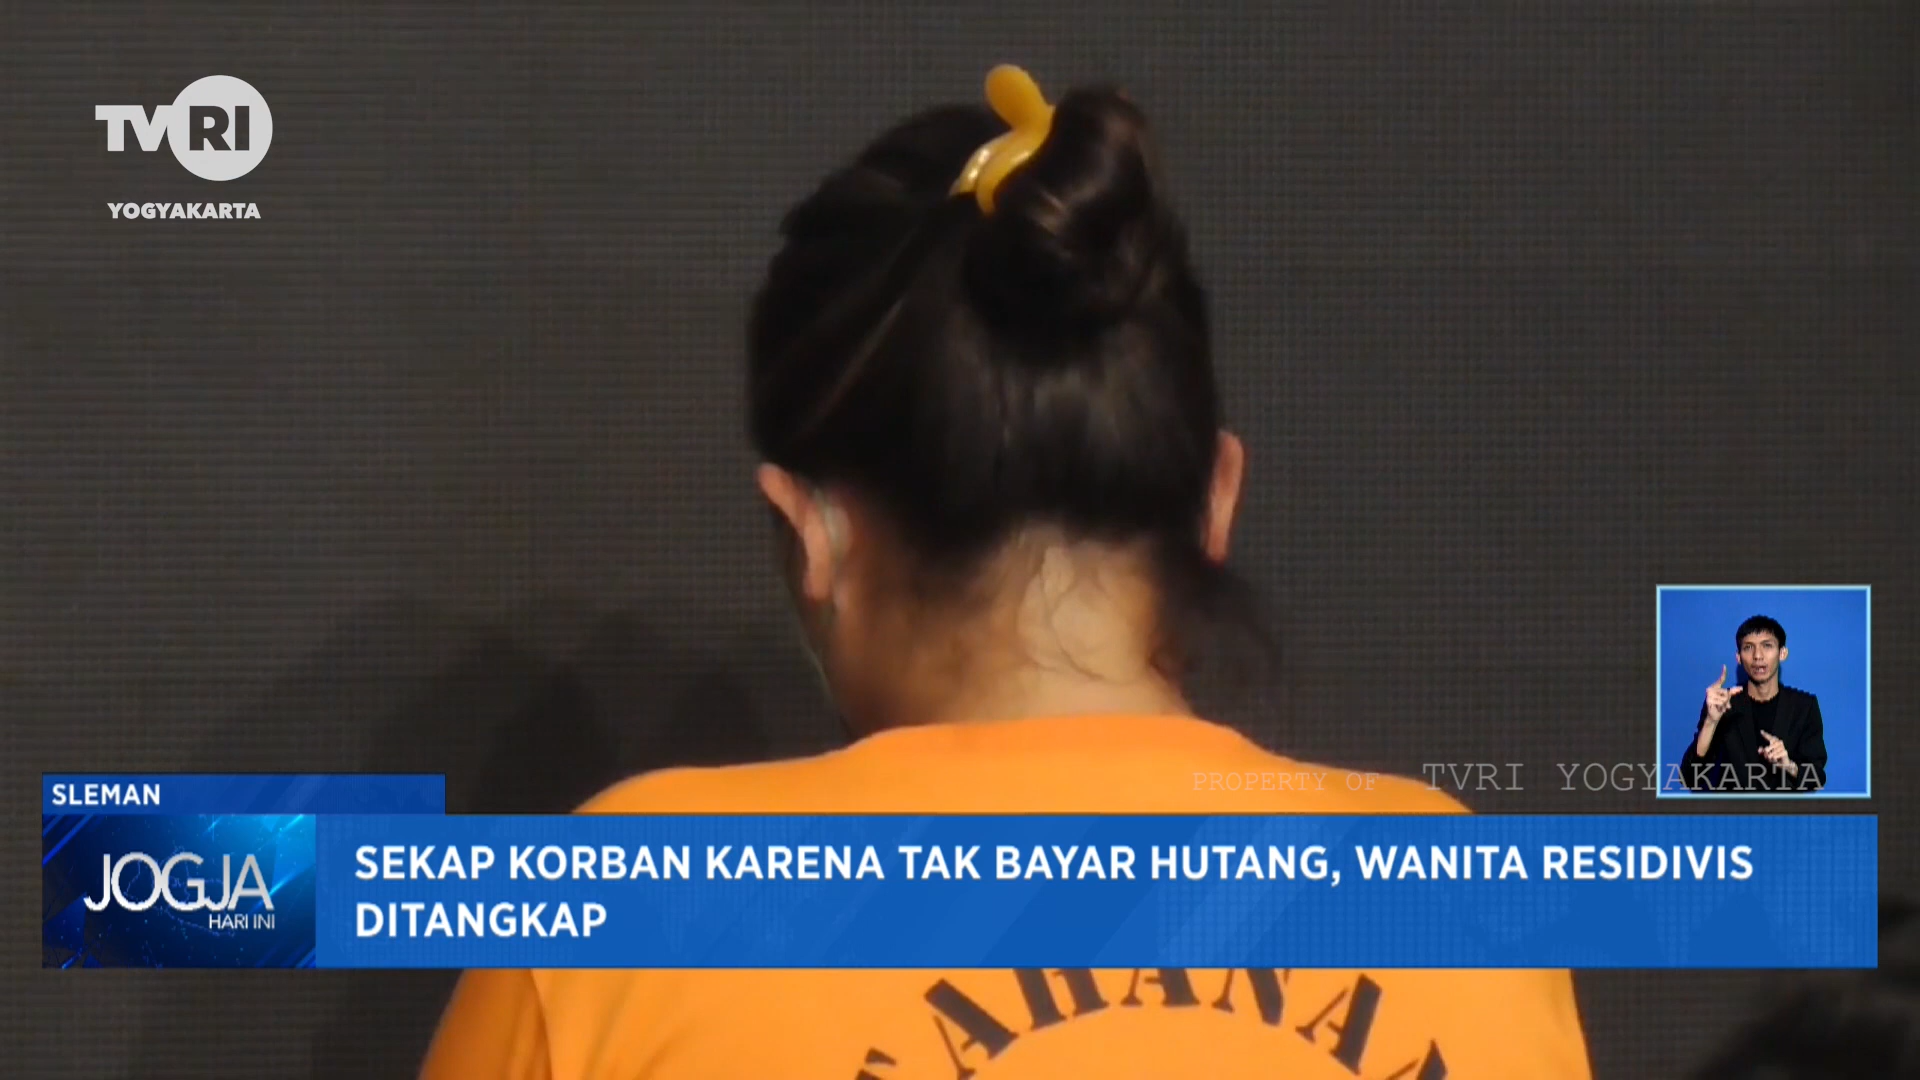 TVRI
YOGYAKARTA
PROPERTY OF TVRI YOGYAKARTA
SLEMAN
JOGJA
HARI INI
SEKAP KORBAN KARENA TAK BAYAR HUTANG, WANITA RESIDIVIS
DITANGKAP
TAHANAN